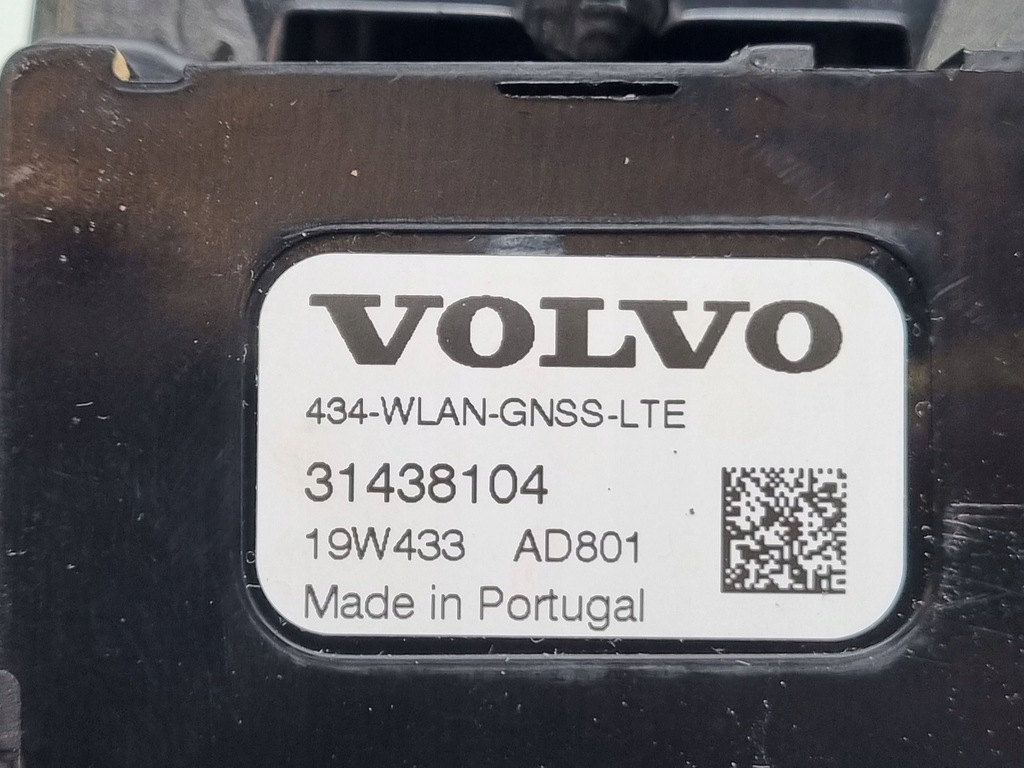 VOLVO
434-WLAN-GNSS-LTE
31438104
19W433 AD801
Made in Portugal